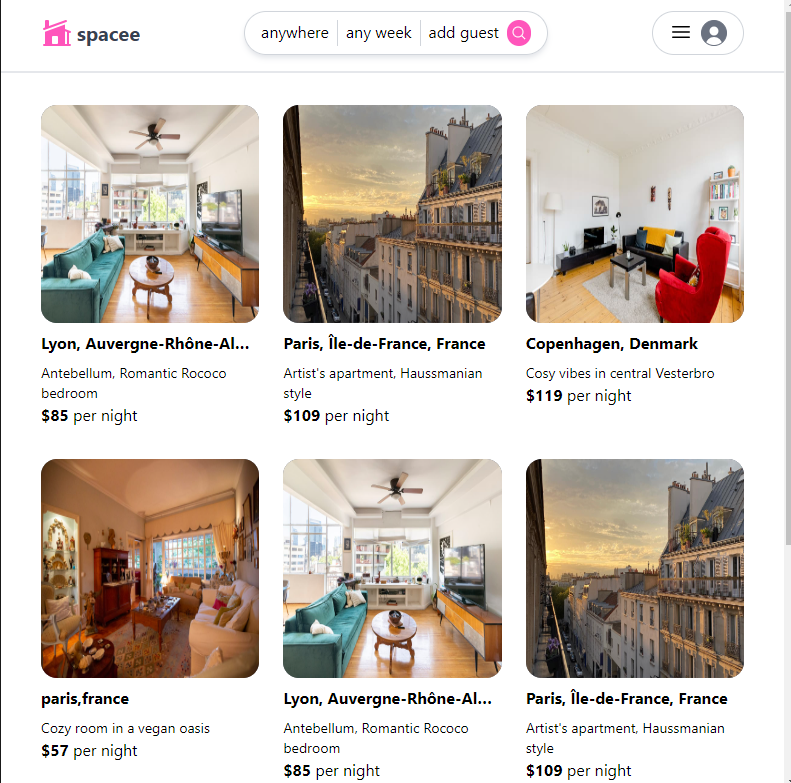 spacee
anywhere
any week
add guest
Lyon, Auvergne-Rhône-Al...
Antebellum, Romantic Rococo
bedroom
$85 per night
Paris, Île-de-France, France
Artist's apartment, Haussmanian
style
$109 per night
Copenhagen, Denmark
Cosy vibes in central Vesterbro
$119 per night
paris,france
Cozy room in a vegan oasis
$57 per night
Lyon, Auvergne-Rhône-Al...
Antebellum, Romantic Rococo
bedroom
$85 per night
Paris, Île-de-France, France
Artist's apartment, Haussmanian
style
$109 per night